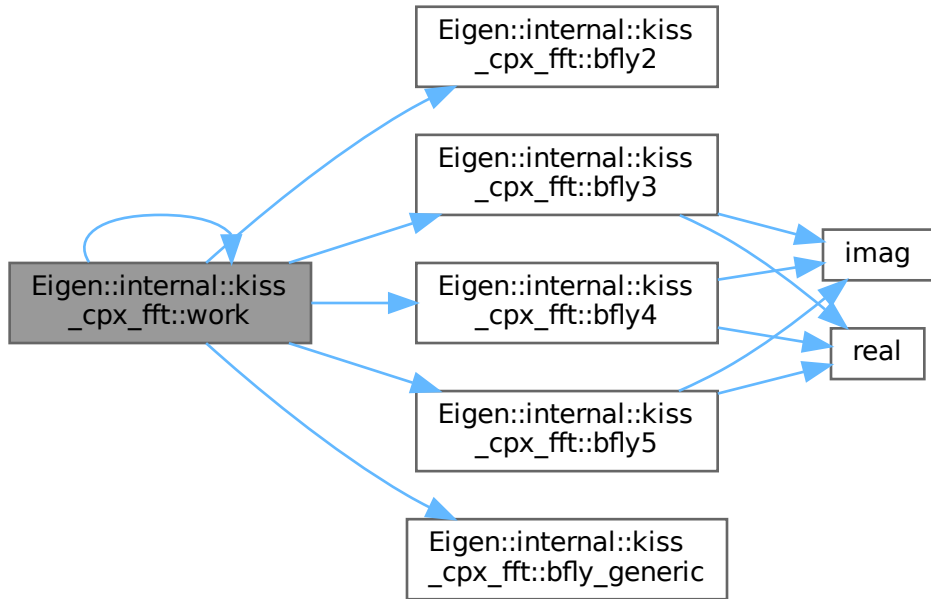 Eigen::internal::kiss
_cpx_fft::bfly2
Eigen::internal::kiss
_cpx_fft::bfly3
imag
Eigen::internal::kiss
_cpx_fft::work
Eigen::internal::kiss
_cpx_fft::bfly4
real
Eigen::internal::kiss
_cpx_fft::bfly5
Eigen::internal::kiss
_cpx_fft::bfly_generic